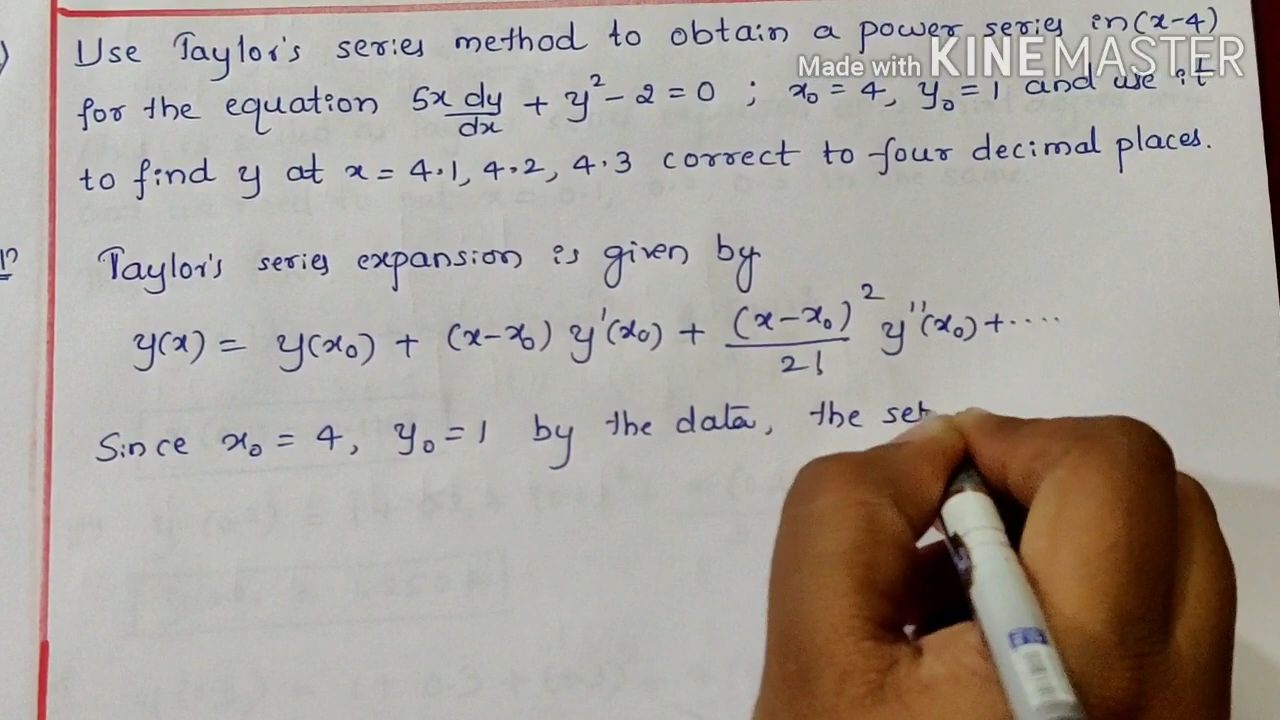 Use Taylor's series method to obtain a power series in (x-4)
Made with KINEMASTER
for the equation 5x dy/dx + y² - 2 = 0 ; x₀ = 4, y₀ = 1 and use it
to find y at x = 4.1, 4.2, 4.3 correct to four decimal places.
Taylor's series expansion is given by
y(x) = y(x₀) + (x-x₀) y'(x₀) + (x-x₀)²/2! y''(x₀) + ....
Since x₀ = 4, y₀ = 1 by the data, the